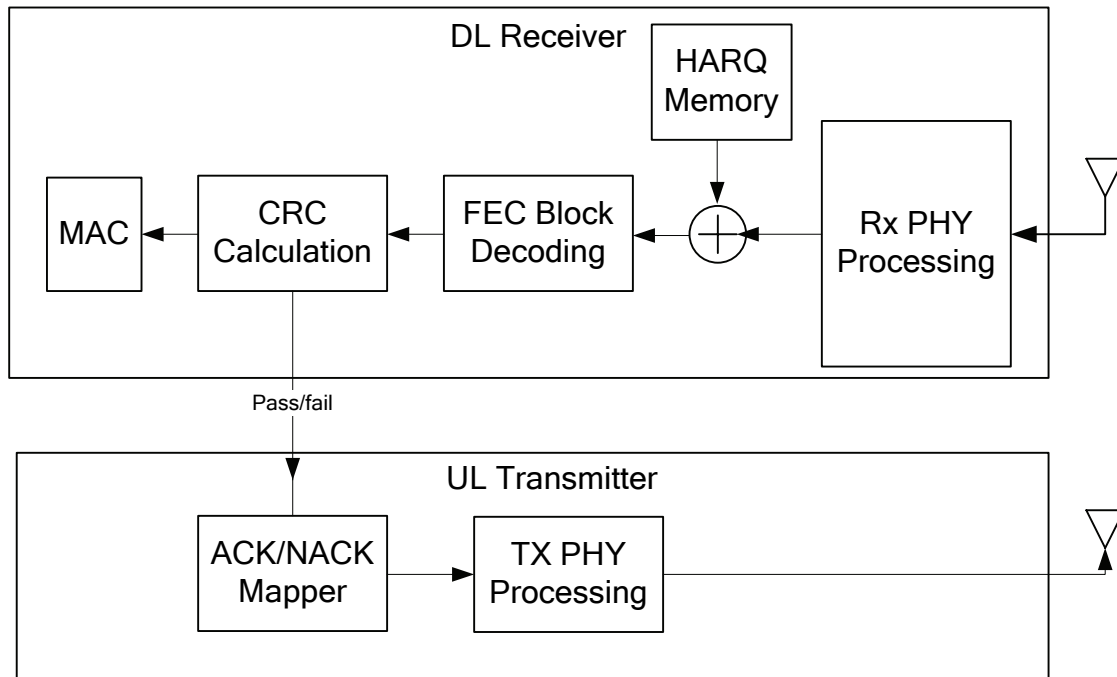 DL Receiver
HARQ
Memory
MAC
CRC
Calculation
FEC Block
Decoding
Rx PHY
Processing
Pass/fail
UL Transmitter
ACK/NACK
Mapper
TX PHY
Processing